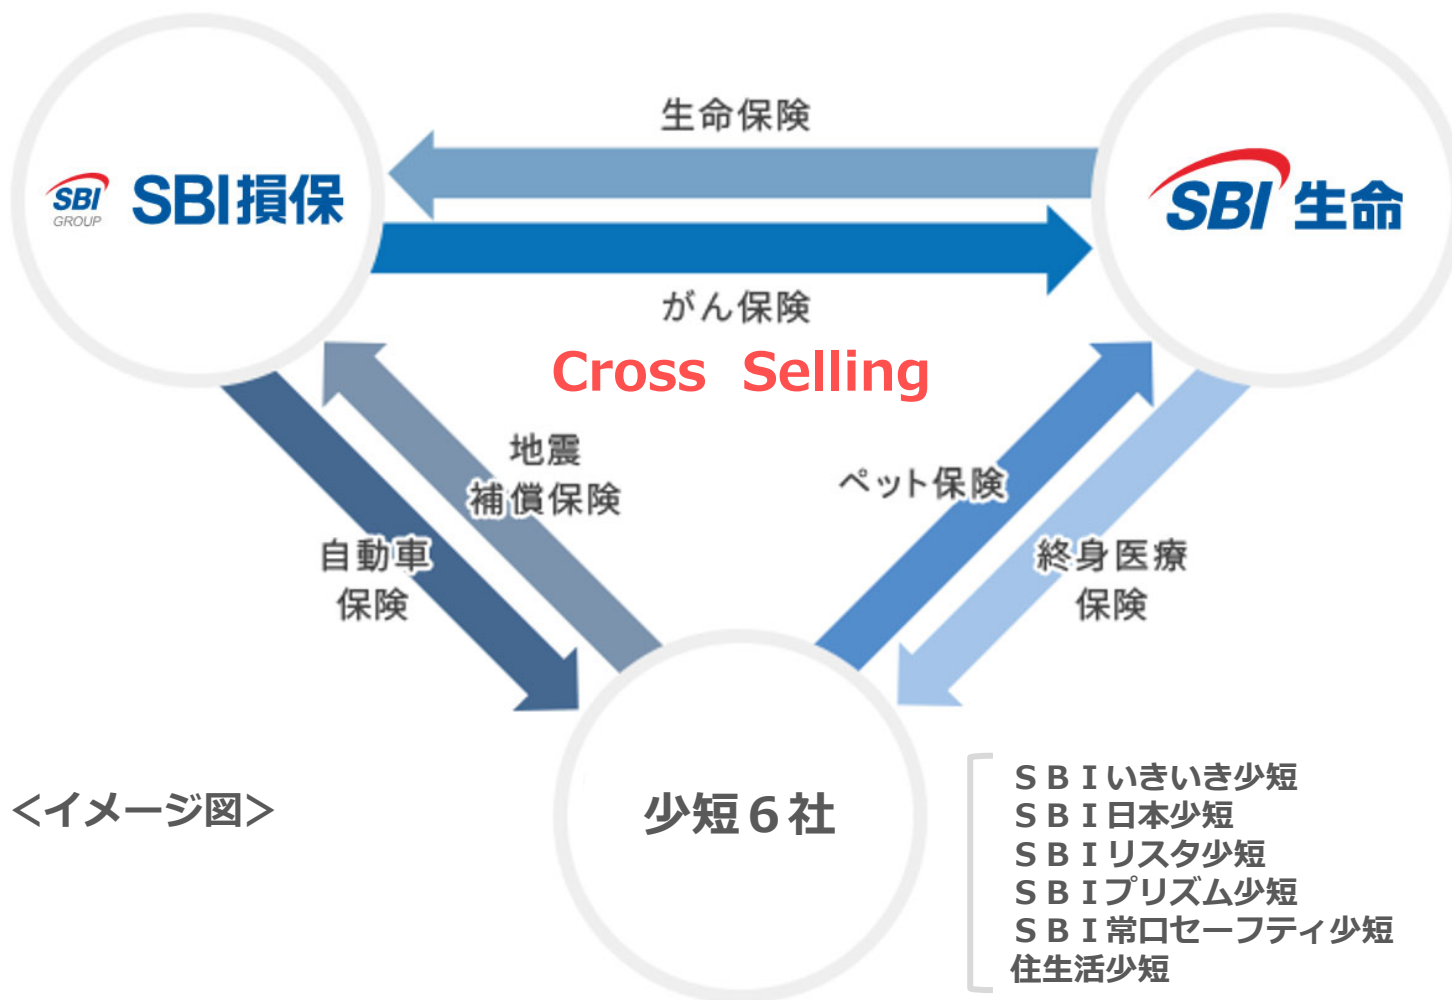 生命保険
SBI GROUP
SBI損保
SBI生命
がん保険
Cross Selling
地震
補償保険
ペット保険
自動車
保険
終身医療
保険
<イメージ図>
少短６社
ＳＢＩいきいき少短
ＳＢＩ日本少短
ＳＢＩリスタ少短
ＳＢＩプリズム少短
ＳＢＩ常口セーフティ少短
住生活少短